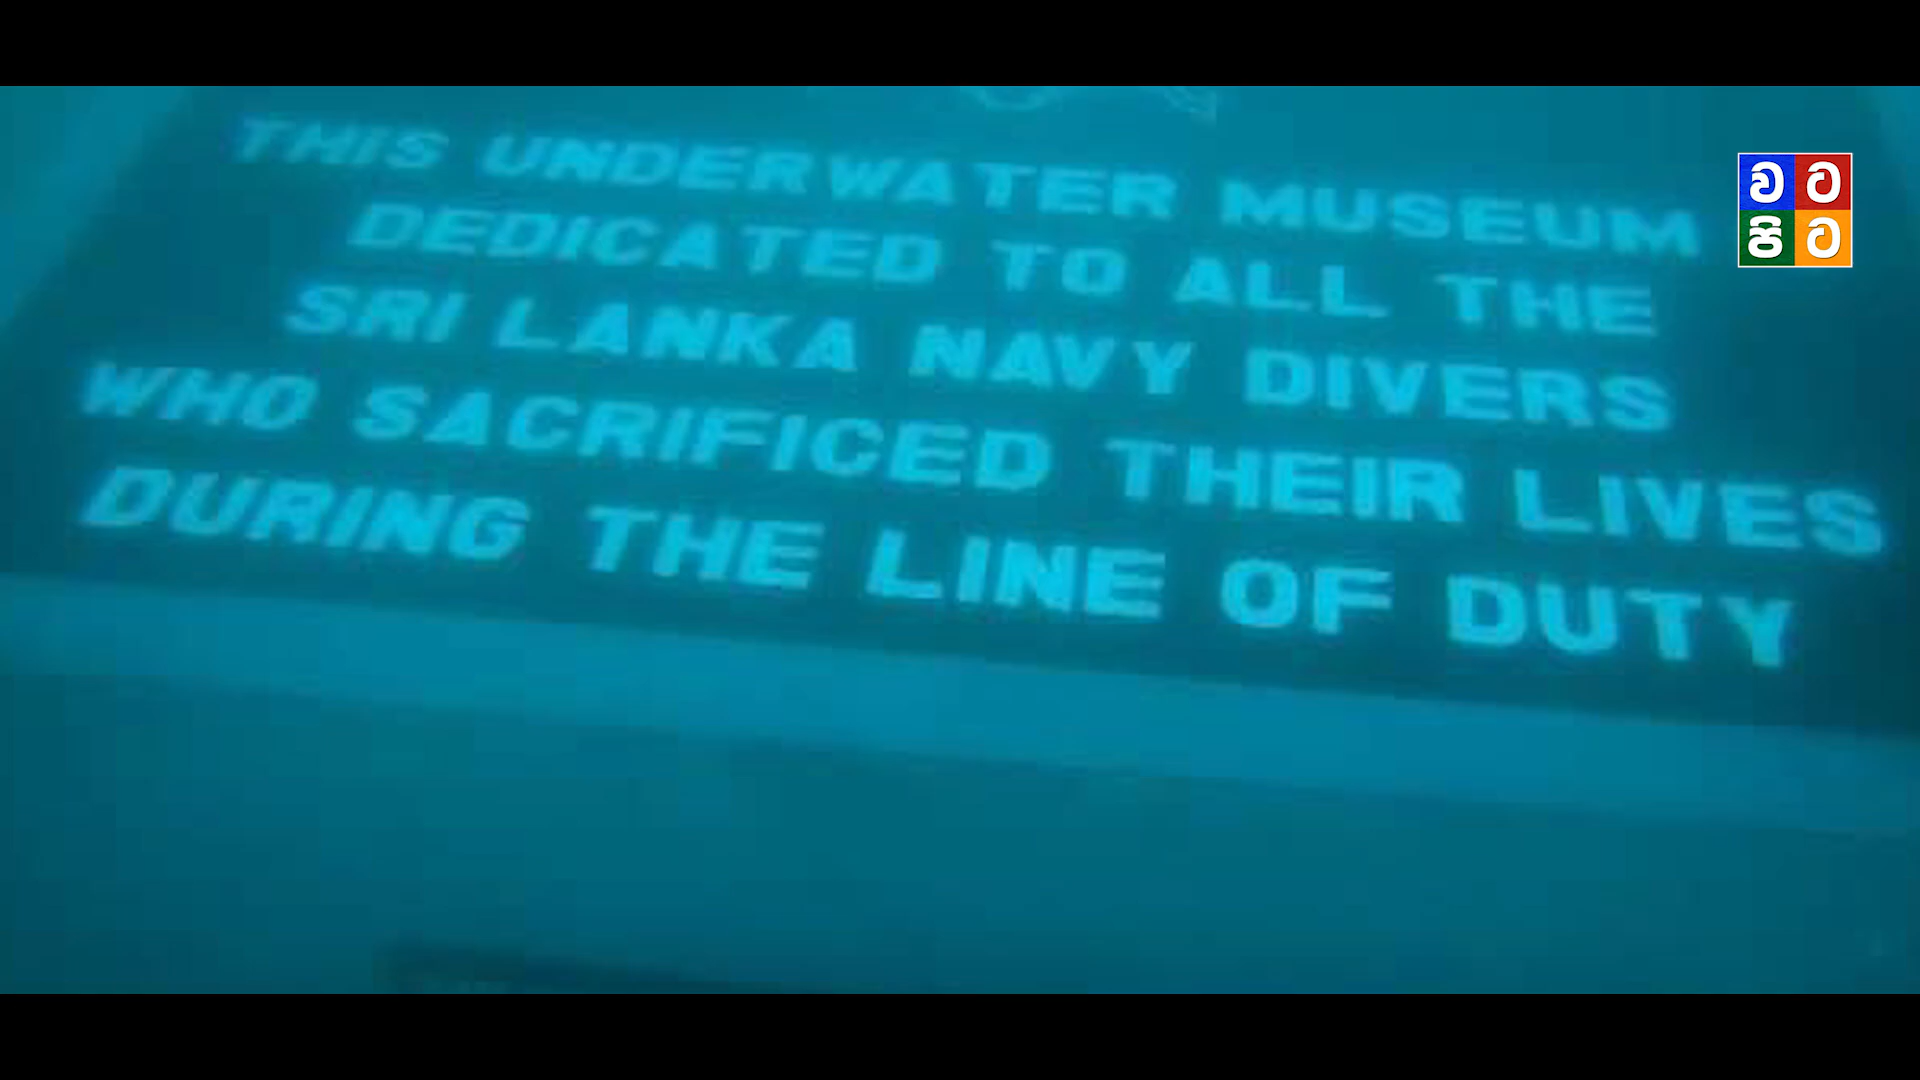 THIS UNDERWATER MUSEUM
DEDICATED TO ALL THE
SRI LANKA NAVY DIVERS
WHO SACRIFICED THEIR LIVES
DURING THE LINE OF DUTY